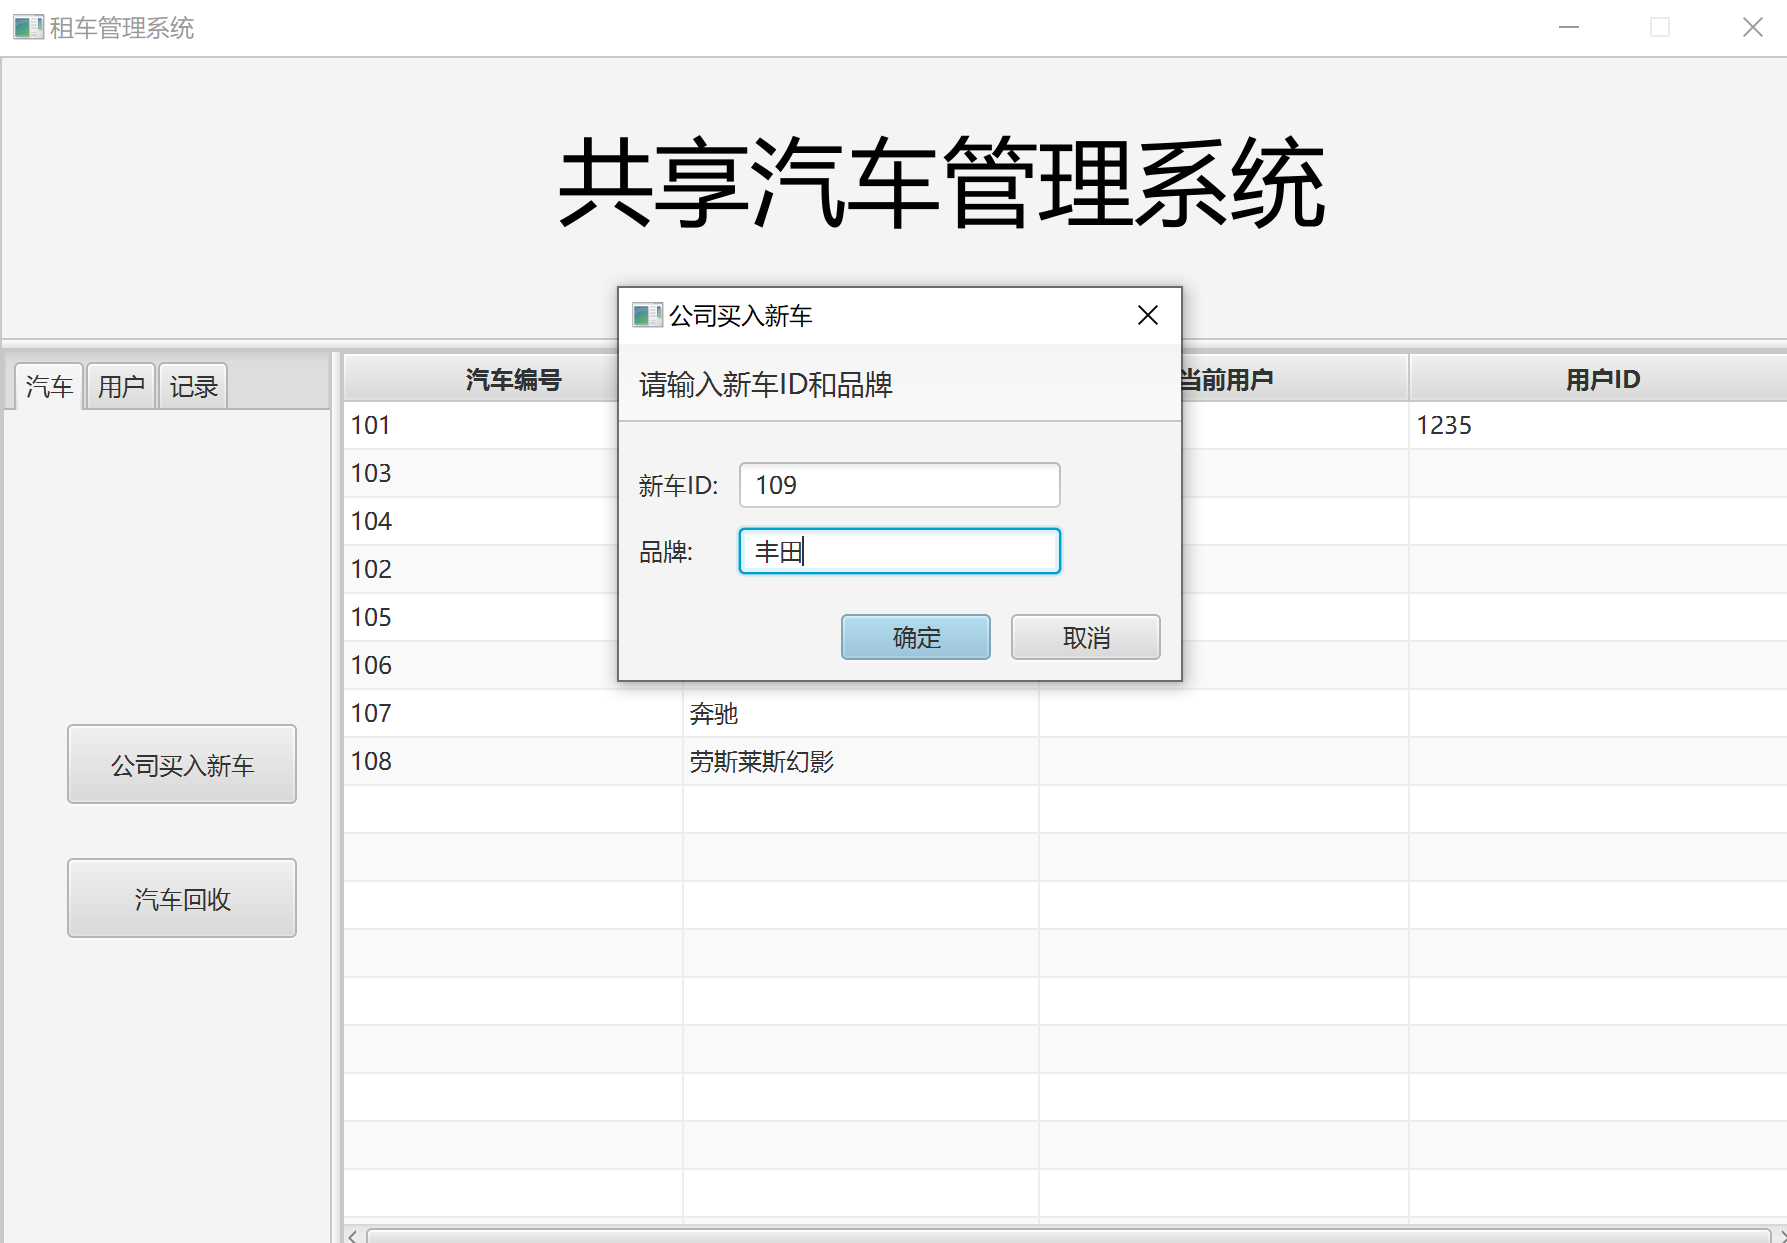 租车管理系统
共享汽车管理系统
公司买入新车
请输入新车ID和品牌
新车ID: 109
品牌: 丰田
确定 取消
汽车 用户 记录
公司买入新车
汽车回收
汽车编号 当前用户 用户ID
101 1235
103
104
102
105
106
107 奔驰
108 劳斯莱斯幻影